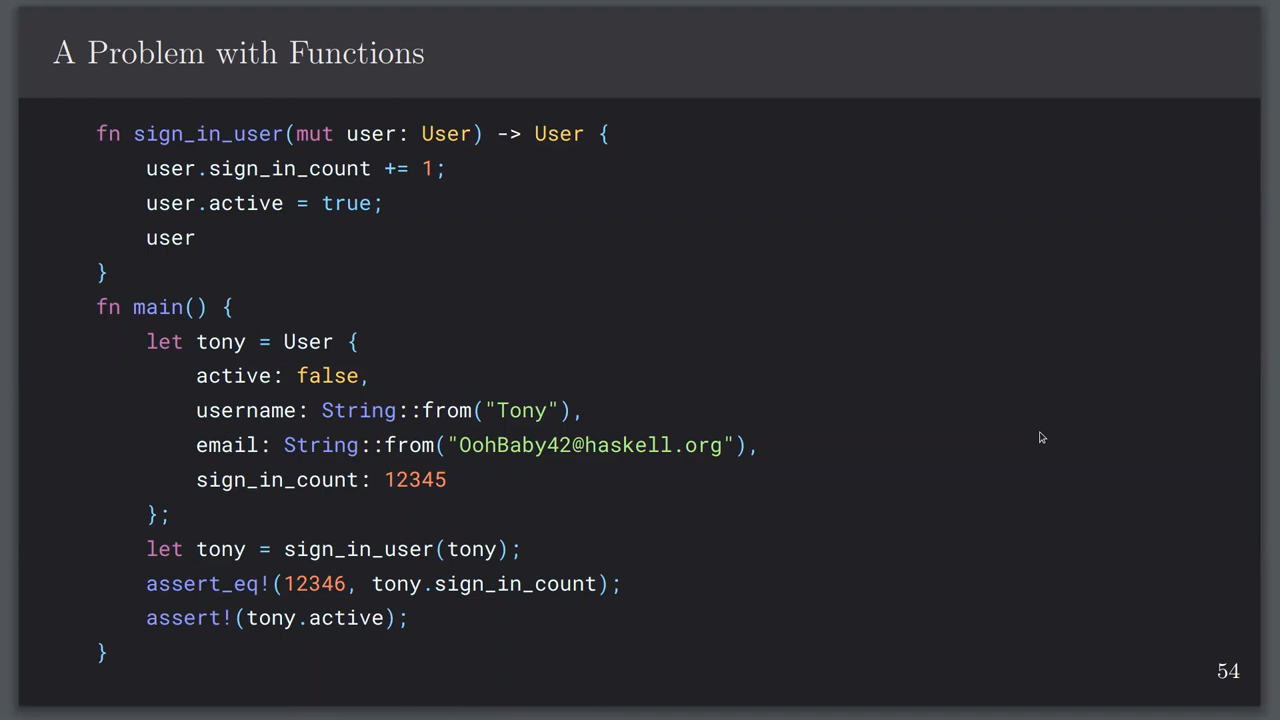 A Problem with Functions
fn sign_in_user(mut user: User) -> User {
    user.sign_in_count += 1;
    user.active = true;
    user
}
fn main() {
    let tony = User {
        active: false,
        username: String::from("Tony"),
        email: String::from("OohBaby42@haskell.org"),
        sign_in_count: 12345
    };
    let tony = sign_in_user(tony);
    assert_eq!(12346, tony.sign_in_count);
    assert!(tony.active);
}
54